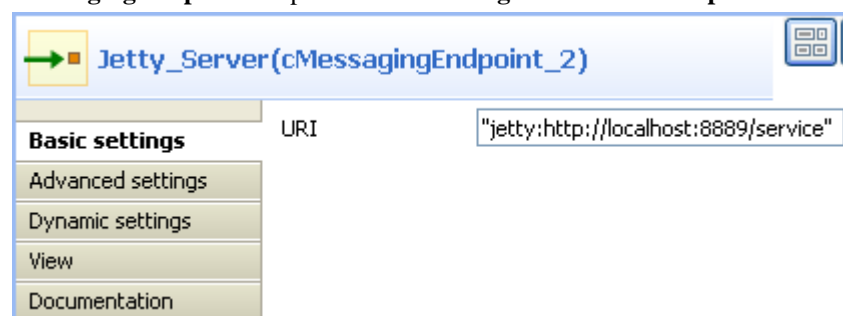 Jetty_Server(cMessagingEndpoint_2)
Basic settings
URI
"jetty:http://localhost:8889/service"
Advanced settings
Dynamic settings
View
Documentation